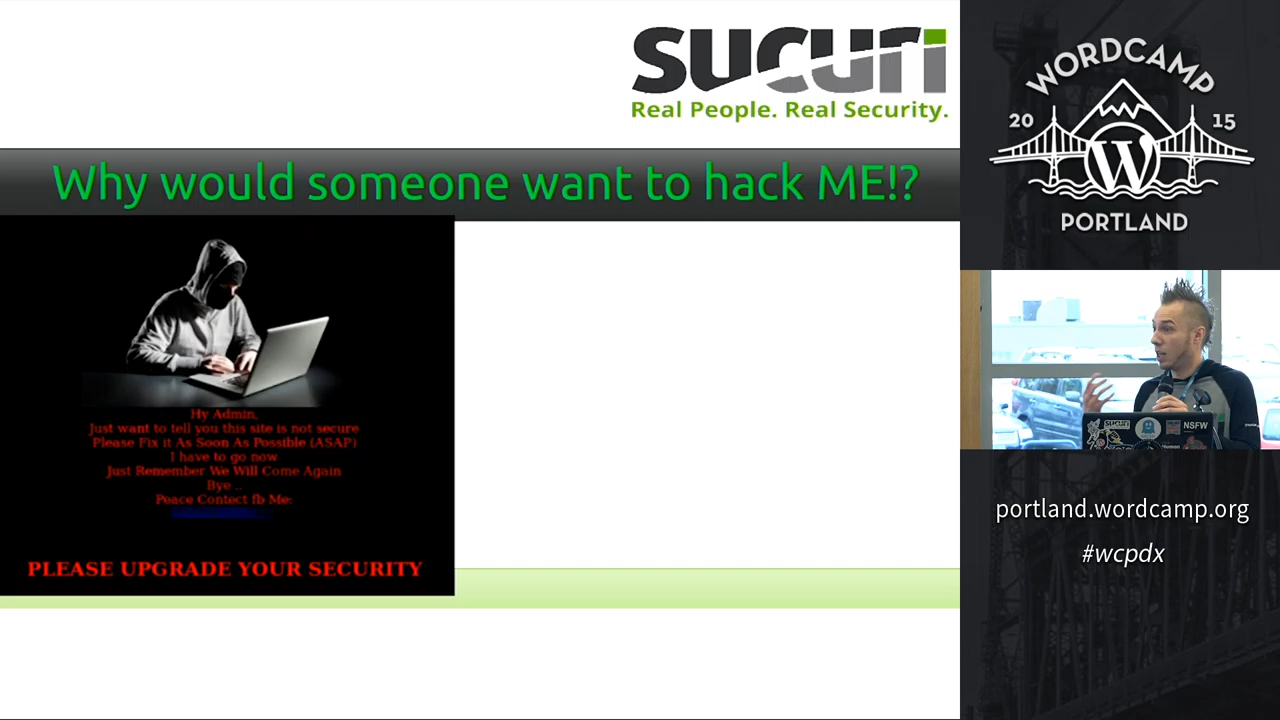 sucuri
Real People. Real Security.
Why would someone want to hack ME!?
Hy Admin,
Just want to tell you this site is not secure
Please Fix it As Soon As Possible (ASAP)
I have to go now
Just Remember We Will Come Again
Bye ..
Peace Contect fb Me:
PLEASE UPGRADE YOUR SECURITY
WORDCAMP
20 15
W
PORTLAND
sucuri
NSFW
portland.wordcamp.org
#wcpdx